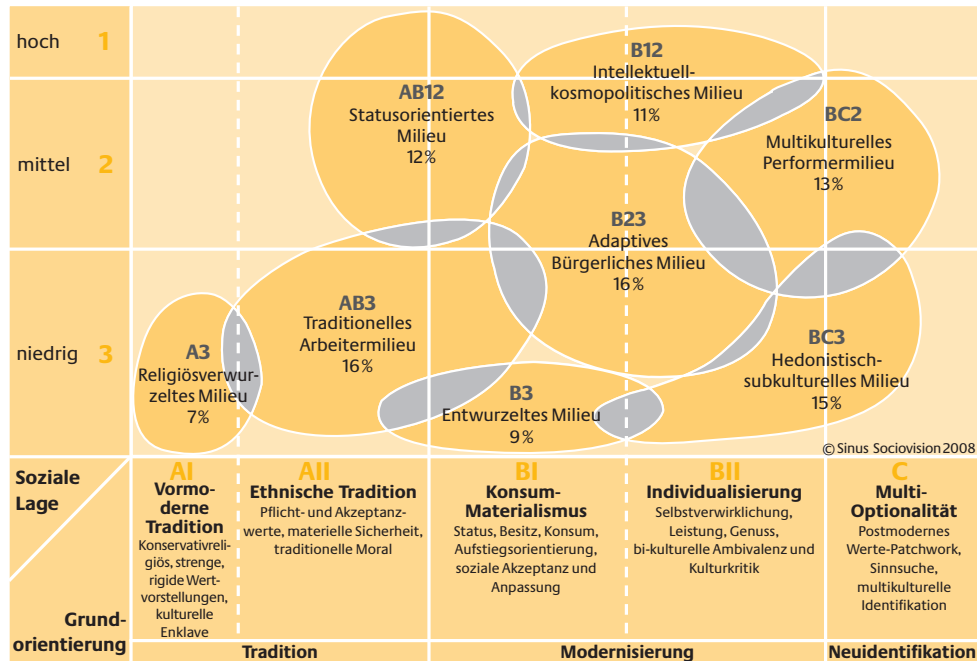 hoch 1
mittel 2
niedrig 3
AB12
Statusorientiertes
Milieu
12%
B12
Intellektuell-
kosmopolitisches Milieu
11%
BC2
Multikulturelles
Performermilieu
13%
B23
Adaptives
Bürgerliches Milieu
16%
A3
Religiösverwur-
zeltes Milieu
7%
AB3
Traditionelles
Arbeitermilieu
16%
B3
Entwurzeltes Milieu
9%
BC3
Hedonistisch-
subkulturelles Milieu
15%
© Sinus Sociovision 2008
Soziale
Lage
Grund-
orientierung
AI
Vormo-
derne
Tradition
Konservativreli-
giös, strenge,
rigide Wert-
vorstellungen,
kulturelle
Enklave
AII
Ethnische Tradition
Pflicht- und Akzeptanz-
werte, materielle Sicherheit,
traditionelle Moral
BI
Konsum-
Materialismus
Status, Besitz, Konsum,
Aufstiegsorientierung,
soziale Akzeptanz und
Anpassung
BII
Individualisierung
Selbstverwirklichung,
Leistung, Genuss,
bi-kulturelle Ambivalenz und
Kulturkritik
C
Multi-
Optionalität
Postmodernes
Werte-Patchwork,
Sinnsuche,
multikulturelle
Identifikation
Tradition
Modernisierung
Neuidentifikation